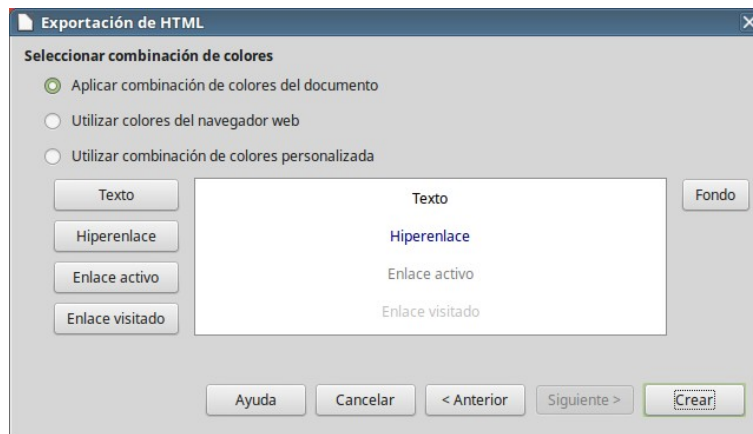 Exportación de HTML
Seleccionar combinación de colores
Aplicar combinación de colores del documento
Utilizar colores del navegador web
Utilizar combinación de colores personalizada
Texto Texto Fondo
Hiperenlace Hiperenlace
Enlace activo Enlace activo
Enlace visitado Enlace visitado
Ayuda Cancelar < Anterior Siguiente > Crear